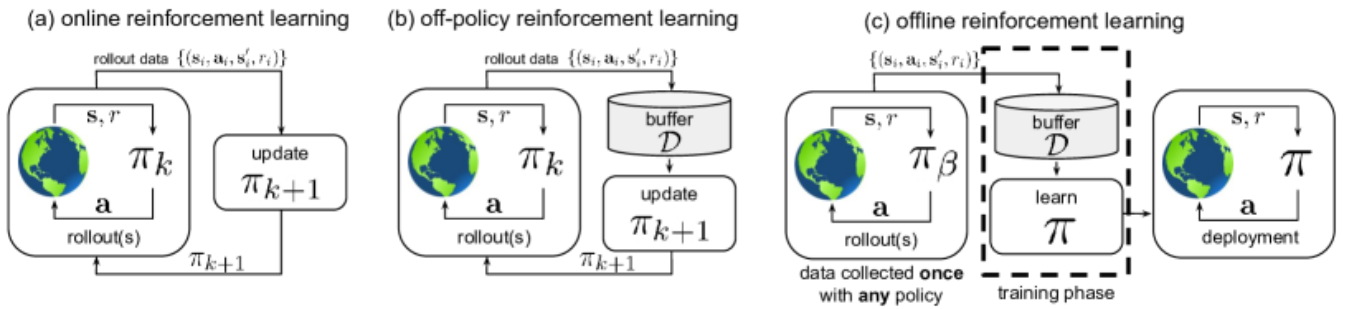 (a) online reinforcement learning
rollout data {(s_i, a_i, s'_i, r_i)}
s, r
π_k
a
rollout(s)
update
π_{k+1}
π_{k+1}
(b) off-policy reinforcement learning
rollout data {(s_i, a_i, s'_i, r_i)}
s, r
π_k
a
rollout(s)
buffer
𝒟
update
π_{k+1}
π_{k+1}
(c) offline reinforcement learning
{(s_i, a_i, s'_i, r_i)}
s, r
π_β
a
rollout(s)
data collected once
with any policy
buffer
𝒟
learn
π
training phase
s, r
π
a
deployment